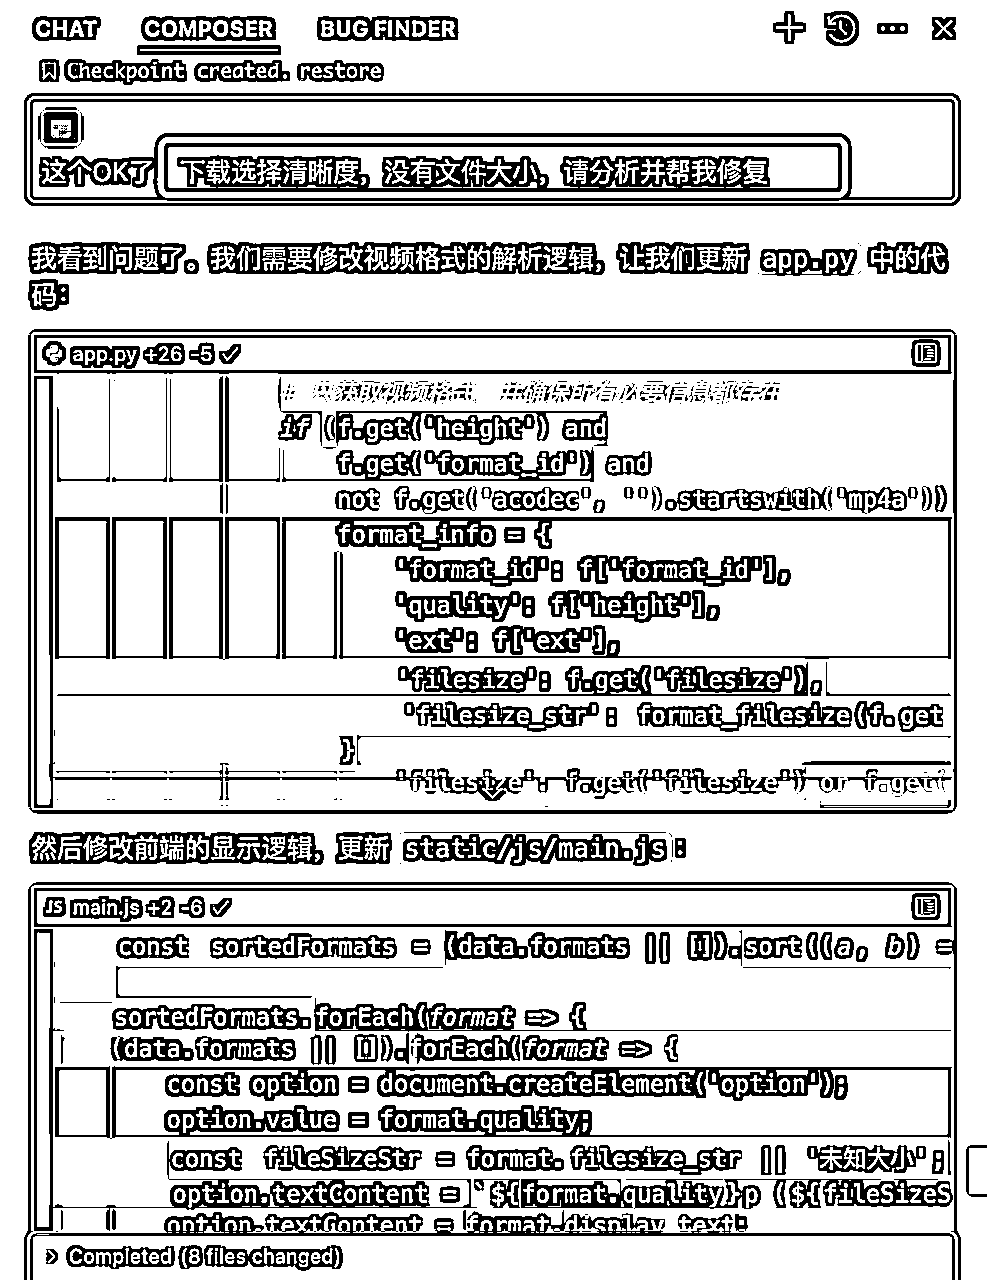 CHAT COMPOSER BUG FINDER
Checkpoint created. restore
这个OK了 下载选择清晰度，没有文件大小，请分析并帮我修复
我看到问题了。我们需要修改视频格式的解析逻辑，让我们更新 app.py 中的代
码：
app.py +26 -5
# 只获取视频格式 并确保所有必要信息都存在
if (f.get('height') and
f.get('format_id') and
not f.get('acodec', '').startswith('mp4a'))
format_info = {
'format_id': f['format_id'],
'quality': f['height'],
'ext': f['ext'],
'filesize': f.get('filesize'),
'filesize_str': format_filesize(f.get
}
'filesize': f.get('filesize') or f.get(
然后修改前端的显示逻辑，更新 static/js/main.js：
JS main.js +2 -6
const sortedFormats = (data.formats || []).sort((a, b) =
sortedFormats.forEach(format => {
(data.formats || []).forEach(format => {
const option = document.createElement('option');
option.value = format.quality;
const fileSizeStr = format.filesize_str || '未知大小';
option.textContent = `${format.quality}p (${fileSizeS
option.textContent = format.display_text;
Completed (8 files changed)